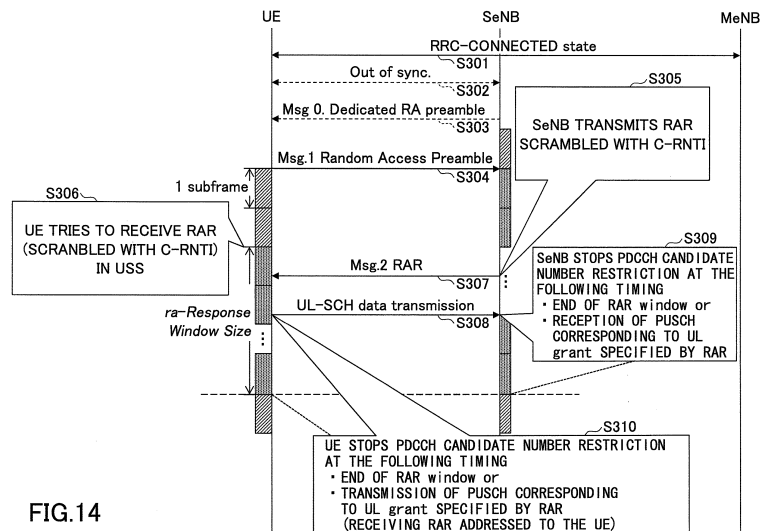 UE SeNB MeNB
RRC-CONNECTED state
S301
Out of sync.
S302
Msg 0. Dedicated RA preamble
S303
S305
SeNB TRANSMITS RAR
SCRAMBLED WITH C-RNTI
Msg.1 Random Access Preamble
S304
1 subframe
S306
UE TRIES TO RECEIVE RAR
(SCRANBLED WITH C-RNTI)
IN USS
Msg.2 RAR
S307
S309
SeNB STOPS PDCCH CANDIDATE
NUMBER RESTRICTION AT THE
FOLLOWING TIMING
・END OF RAR window or
・RECEPTION OF PUSCH
CORRESPONDING TO UL
grant SPECIFIED BY RAR
UL-SCH data transmission
S308
ra-Response
Window Size
S310
UE STOPS PDCCH CANDIDATE NUMBER RESTRICTION
AT THE FOLLOWING TIMING
・END OF RAR window or
・TRANSMISSION OF PUSCH CORRESPONDING
TO UL grant SPECIFIED BY RAR
(RECEIVING RAR ADDRESSED TO THE UE)
FIG.14